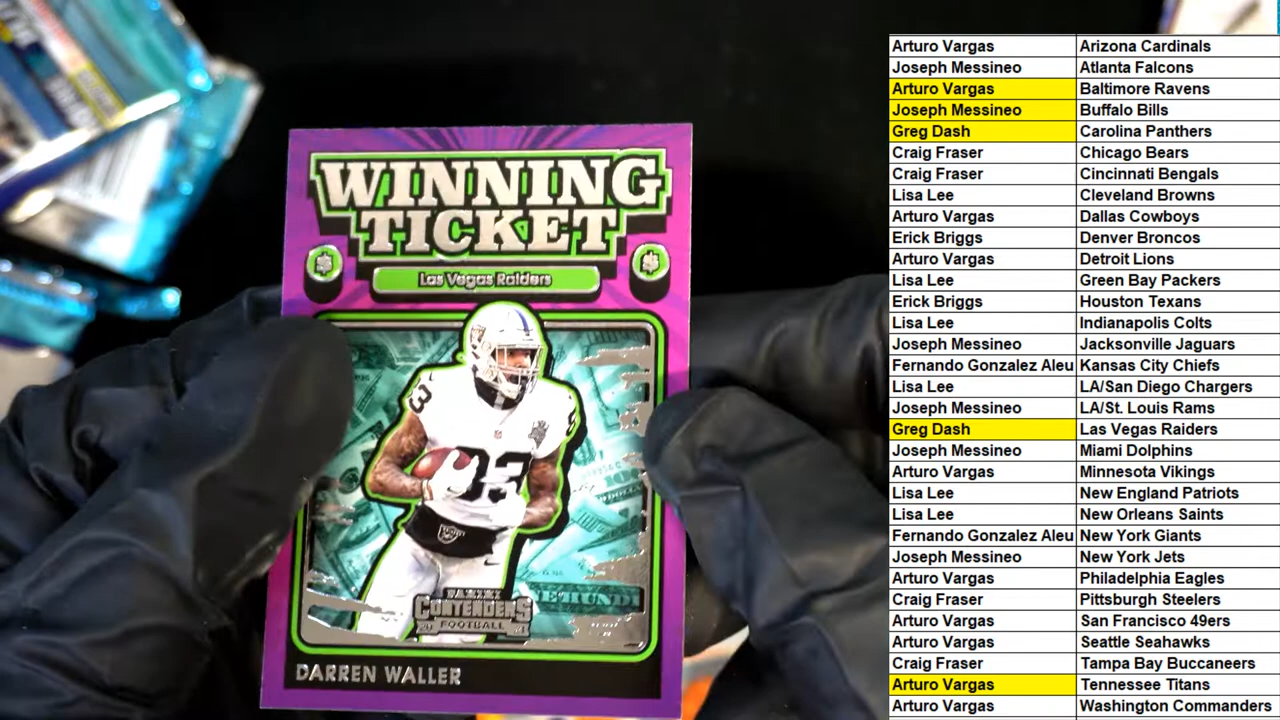 WINNING
TICKET
$ $
Las Vegas Raiders
83
PANINI
CONTENDERS
FOOTBALL
DARREN WALLER
Arturo Vargas Arizona Cardinals
Joseph Messineo Atlanta Falcons
Arturo Vargas Baltimore Ravens
Joseph Messineo Buffalo Bills
Greg Dash Carolina Panthers
Craig Fraser Chicago Bears
Craig Fraser Cincinnati Bengals
Lisa Lee Cleveland Browns
Arturo Vargas Dallas Cowboys
Erick Briggs Denver Broncos
Arturo Vargas Detroit Lions
Lisa Lee Green Bay Packers
Erick Briggs Houston Texans
Lisa Lee Indianapolis Colts
Joseph Messineo Jacksonville Jaguars
Fernando Gonzalez Aleu Kansas City Chiefs
Lisa Lee LA/San Diego Chargers
Joseph Messineo LA/St. Louis Rams
Greg Dash Las Vegas Raiders
Joseph Messineo Miami Dolphins
Arturo Vargas Minnesota Vikings
Lisa Lee New England Patriots
Lisa Lee New Orleans Saints
Fernando Gonzalez Aleu New York Giants
Joseph Messineo New York Jets
Arturo Vargas Philadelphia Eagles
Craig Fraser Pittsburgh Steelers
Arturo Vargas San Francisco 49ers
Arturo Vargas Seattle Seahawks
Craig Fraser Tampa Bay Buccaneers
Arturo Vargas Tennessee Titans
Arturo Vargas Washington Commanders